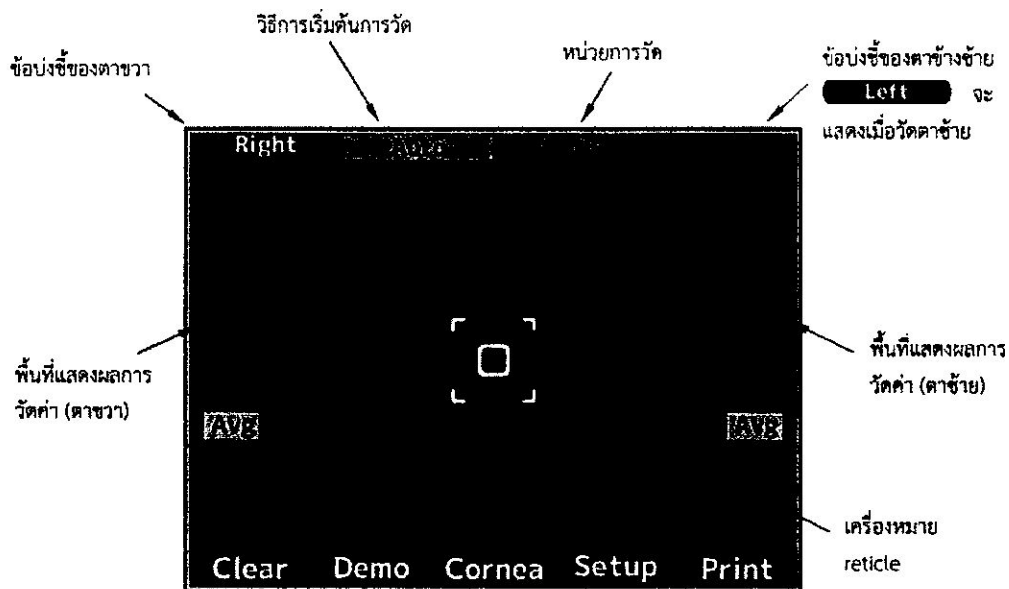 วิธีการเริ่มต้นการวัด
หน่วยการวัด
ข้อบ่งชี้ของตาขวา
ข้อบ่งชี้ของตาข้างซ้าย
Left จะ
แสดงเมื่อวัดตาซ้าย
Right Auto
พื้นที่แสดงผลการ
วัดค่า (ตาขวา)
พื้นที่แสดงผลการ
วัดค่า (ตาซ้าย)
Avg Avg
เครื่องหมาย
reticle
Clear Demo Cornea Setup Print